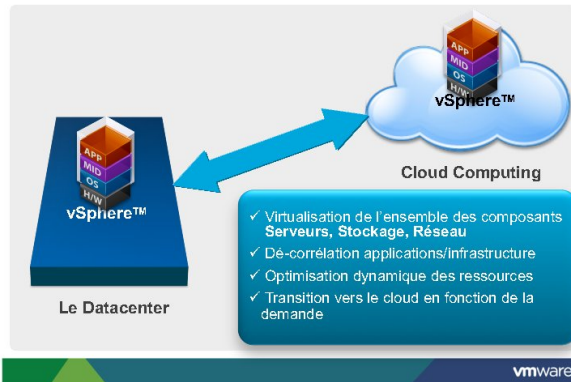 APP
MID
OS
H/W
vSphere™
Cloud Computing
APP
MID
OS
H/W
vSphere™
Le Datacenter
✓ Virtualisation de l'ensemble des composants
Serveurs, Stockage, Réseau
✓ Dé-corrélation applications/infrastructure
✓ Optimisation dynamique des ressources
✓ Transition vers le cloud en fonction de la
demande
vmware